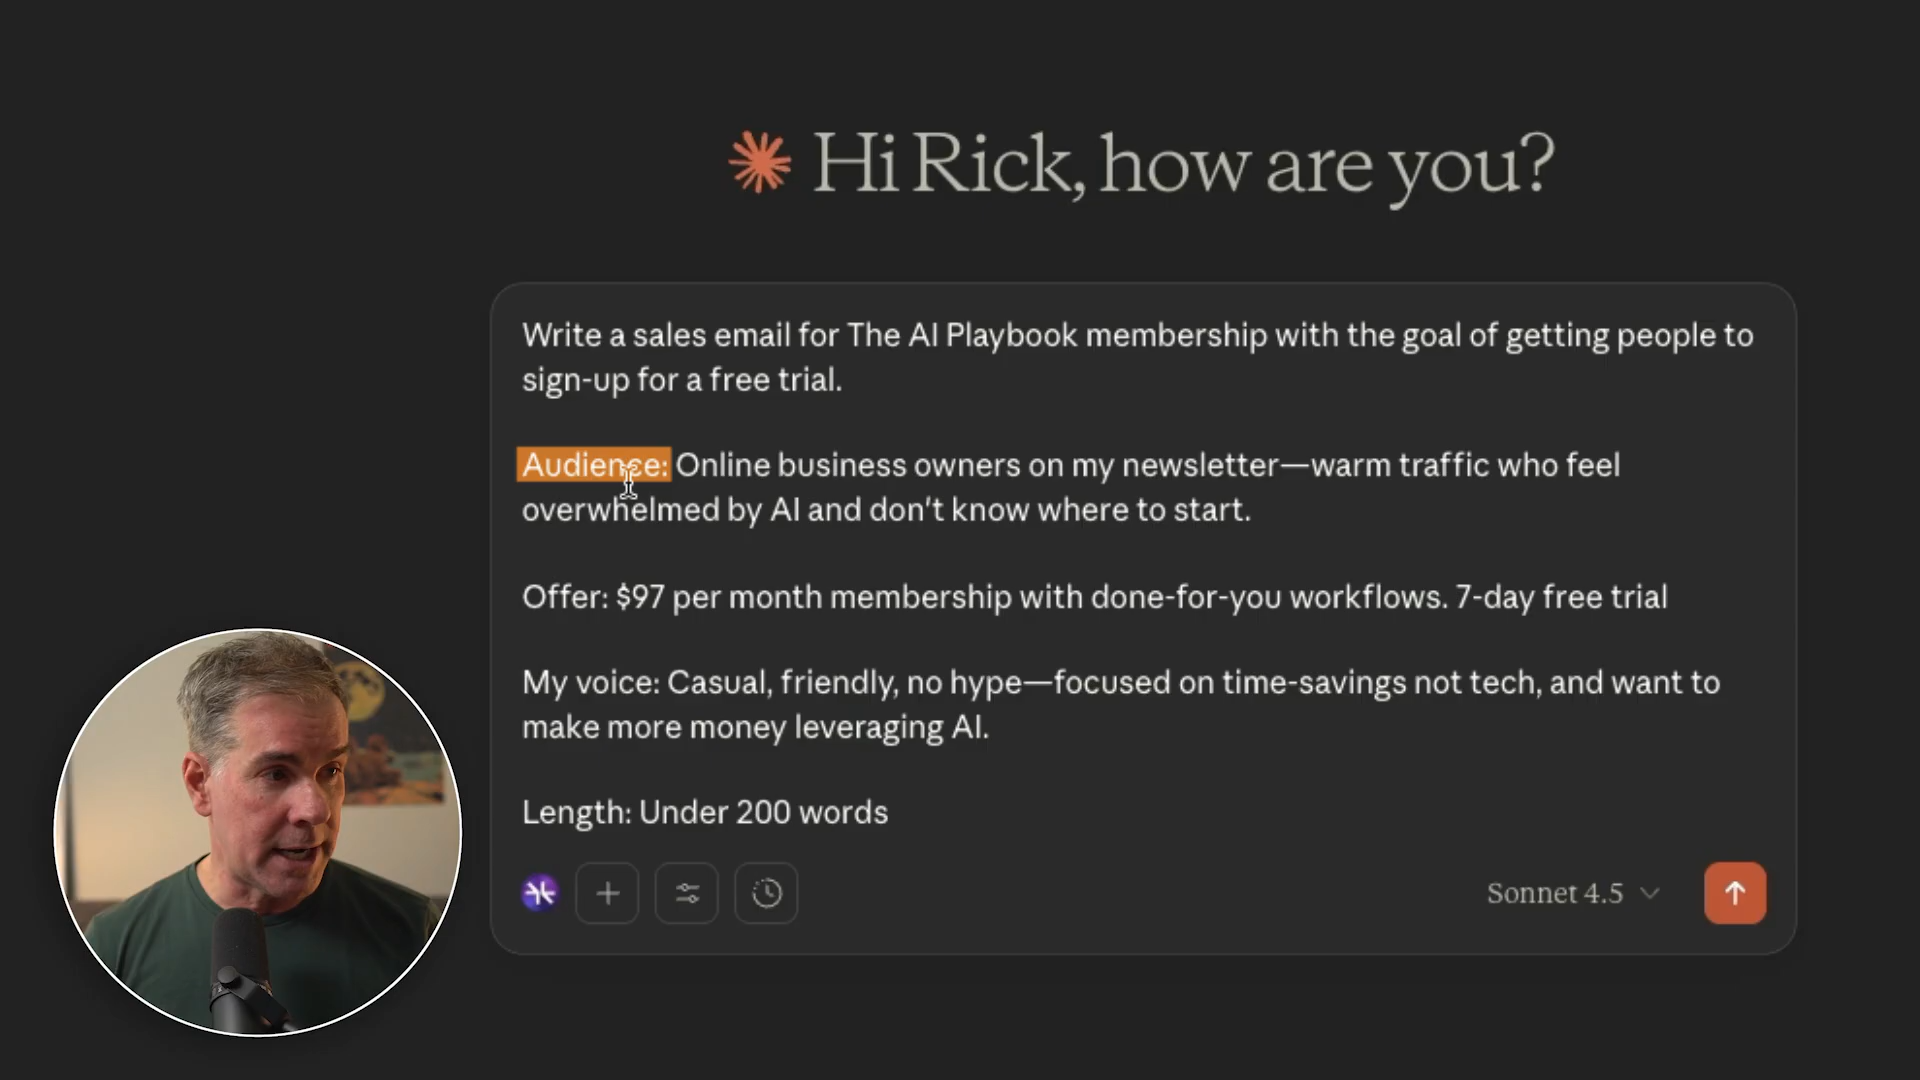 Hi Rick, how are you?
Write a sales email for The AI Playbook membership with the goal of getting people to
sign-up for a free trial.
Audience: Online business owners on my newsletter—warm traffic who feel
overwhelmed by AI and don't know where to start.
Offer: $97 per month membership with done-for-you workflows. 7-day free trial
My voice: Casual, friendly, no hype—focused on time-savings not tech, and want to
make more money leveraging AI.
Length: Under 200 words
Sonnet 4.5